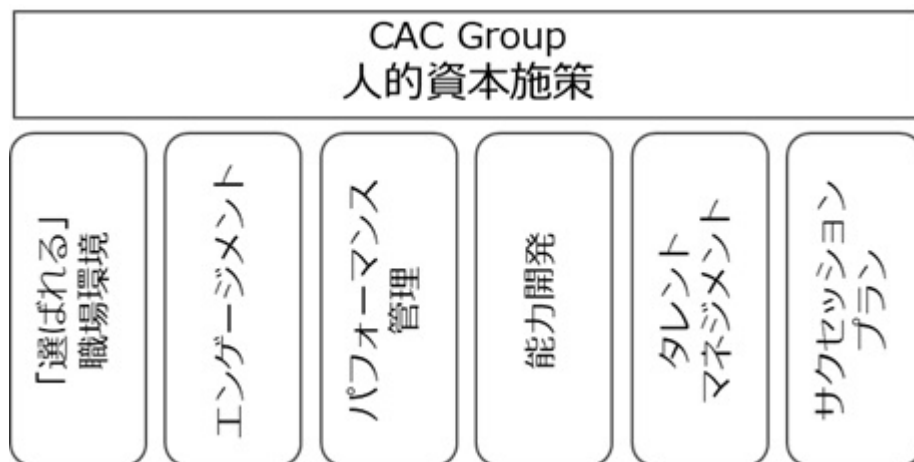 CAC Group
人的資本施策
「選ばれる」
職場環境
エンゲージメント
パフォーマンス
管理
能力開発
タレント
マネジメント
サクセッション
プラン